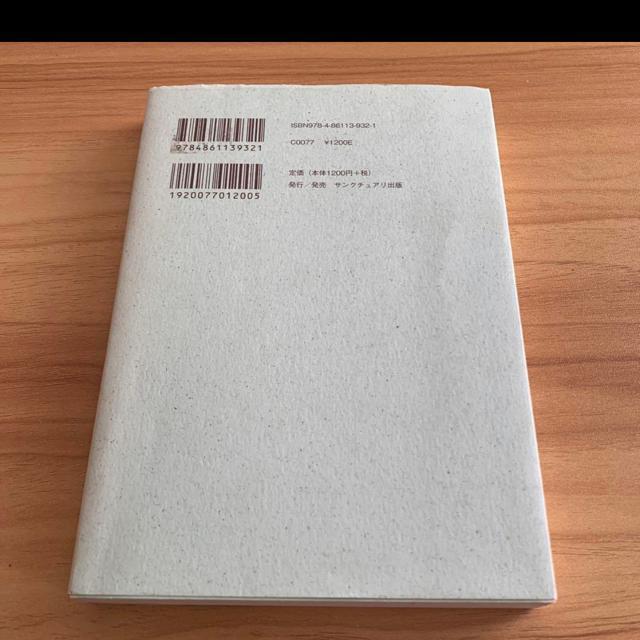 ISBN978-4-86113-932-1
9784861139321
C0077 ¥1200E
1920077012005
定価（本体1200円＋税）
発行／発売 サンクチュアリ出版